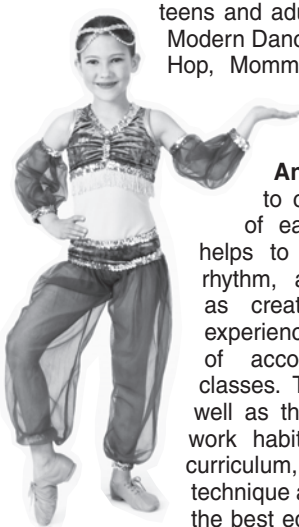 teens and adu
Modern Danc
Hop, Momm
An
to c
of ea
helps to
rhythm, a
as creat
experienc
of acco
classes. T
well as th
work habit
curriculum,
technique a
the best ed